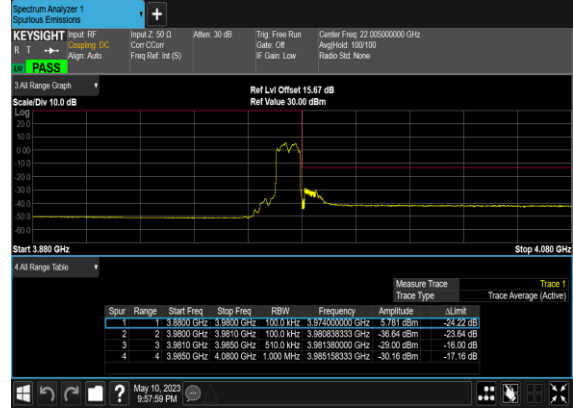 Spectrum Analyzer 1
Spurious Emissions
+
KEYSIGHT Input: RF Input Z: 50 Ω Atten: 30 dB Trig: Free Run Center Freq: 22.005000000 GHz
R T Coupling: DC Corr CCorr Gate: Off Avg|Hold: 100/100
Align: Auto Freq Ref: Int (S) IF Gain: Low Radio Std: None
PASS
3 All Range Graph
Ref Lvl Offset 15.67 dB
Scale/Div 10.0 dB Ref Value 30.00 dBm
Log
20.0
10.0
0.00
-10.0
-20.0
-30.0
-40.0
-50.0
-60.0
Start 3.880 GHz Stop 4.080 GHz
4 All Range Table
Measure Trace Trace 1
Trace Type Trace Average (Active)
Spur Range Start Freq Stop Freq RBW Frequency Amplitude ΔLimit
1 1 3.8800 GHz 3.9800 GHz 100.0 kHz 3.974000000 GHz 5.781 dBm -24.22 dB
2 2 3.9800 GHz 3.9810 GHz 100.0 kHz 3.980838333 GHz -36.64 dBm -23.64 dB
3 3 3.9810 GHz 3.9850 GHz 510.0 kHz 3.981380000 GHz -29.00 dBm -16.00 dB
4 4 3.9850 GHz 4.0800 GHz 1.000 MHz 3.985158333 GHz -30.16 dBm -17.16 dB
? May 10, 2023
9:57:59 PM